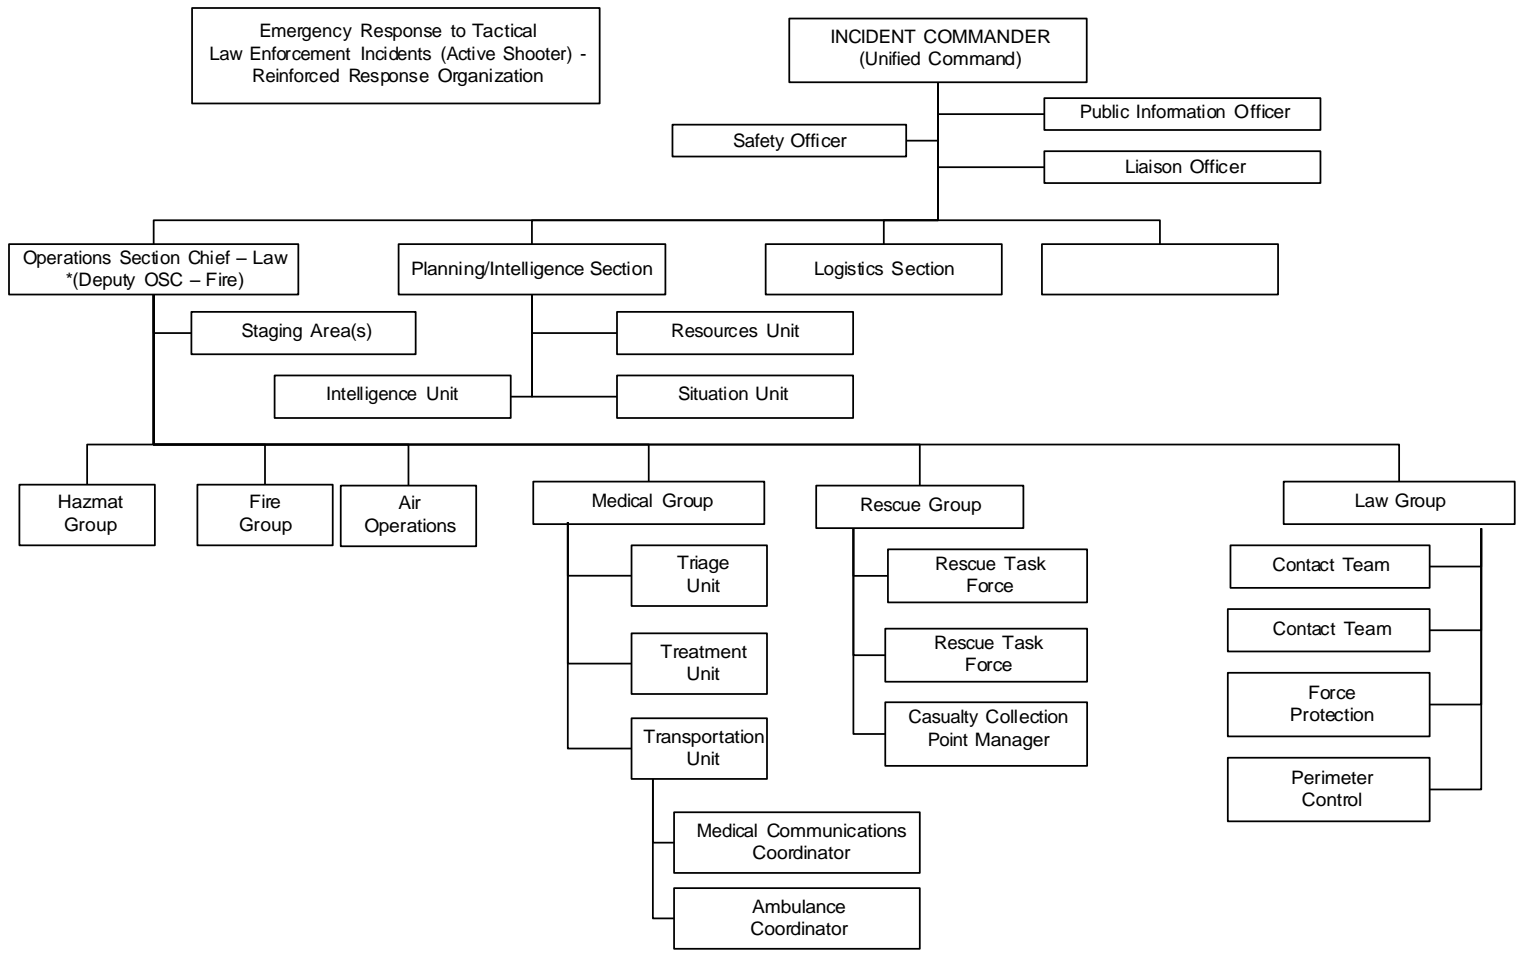 Emergency Response to Tactical
Law Enforcement Incidents (Active Shooter) -
Reinforced Response Organization
INCIDENT COMMANDER
(Unified Command)
Public Information Officer
Safety Officer
Liaison Officer
Operations Section Chief – Law
*(Deputy OSC – Fire)
Planning/Intelligence Section
Logistics Section
Staging Area(s)
Resources Unit
Intelligence Unit
Situation Unit
Hazmat
Group
Fire
Group
Air
Operations
Medical Group
Rescue Group
Law Group
Triage
Unit
Treatment
Unit
Transportation
Unit
Medical Communications
Coordinator
Ambulance
Coordinator
Rescue Task
Force
Rescue Task
Force
Casualty Collection
Point Manager
Contact Team
Contact Team
Force
Protection
Perimeter
Control